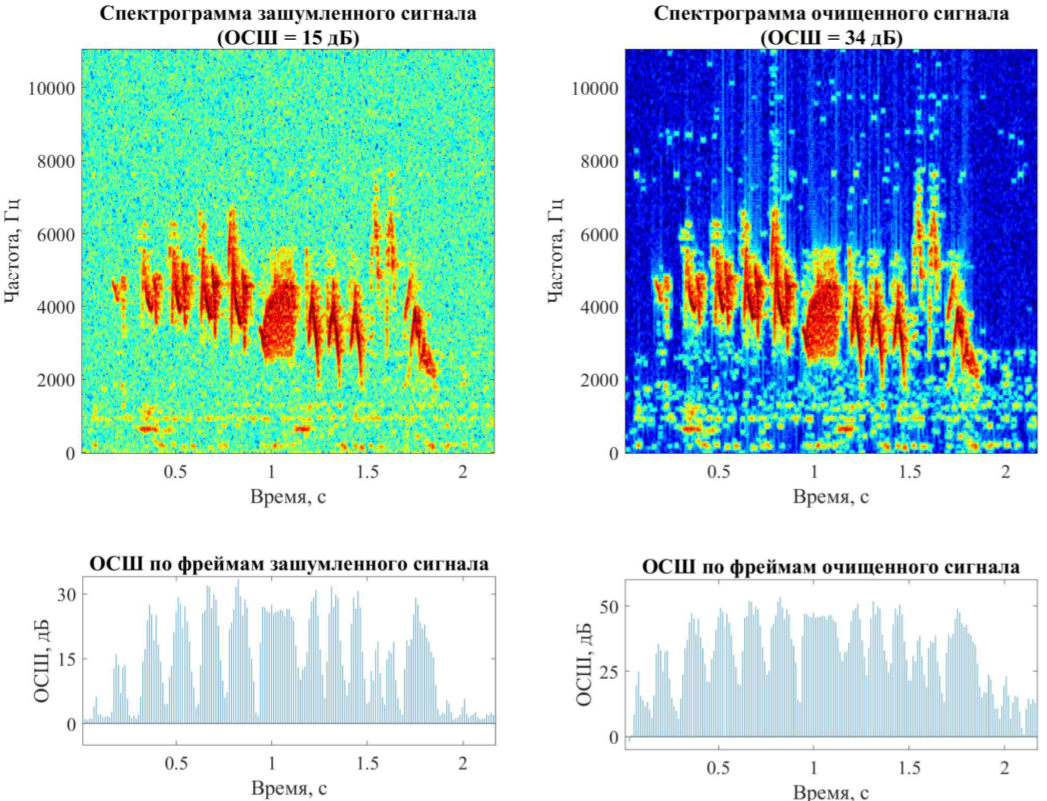 Спектрограмма зашумленного сигнала
(ОСШ = 15 дБ)
Частота, Гц
10000
8000
6000
4000
2000
0
0.5 1 1.5 2
Время, с
Спектрограмма очищенного сигнала
(ОСШ = 34 дБ)
Частота, Гц
10000
8000
6000
4000
2000
0
0.5 1 1.5 2
Время, с
ОСШ по фреймам зашумленного сигнала
ОСШ, дБ
30
15
0
0.5 1 1.5 2
Время, с
ОСШ по фреймам очищенного сигнала
ОСШ, дБ
50
25
0
0.5 1 1.5 2
Время, с